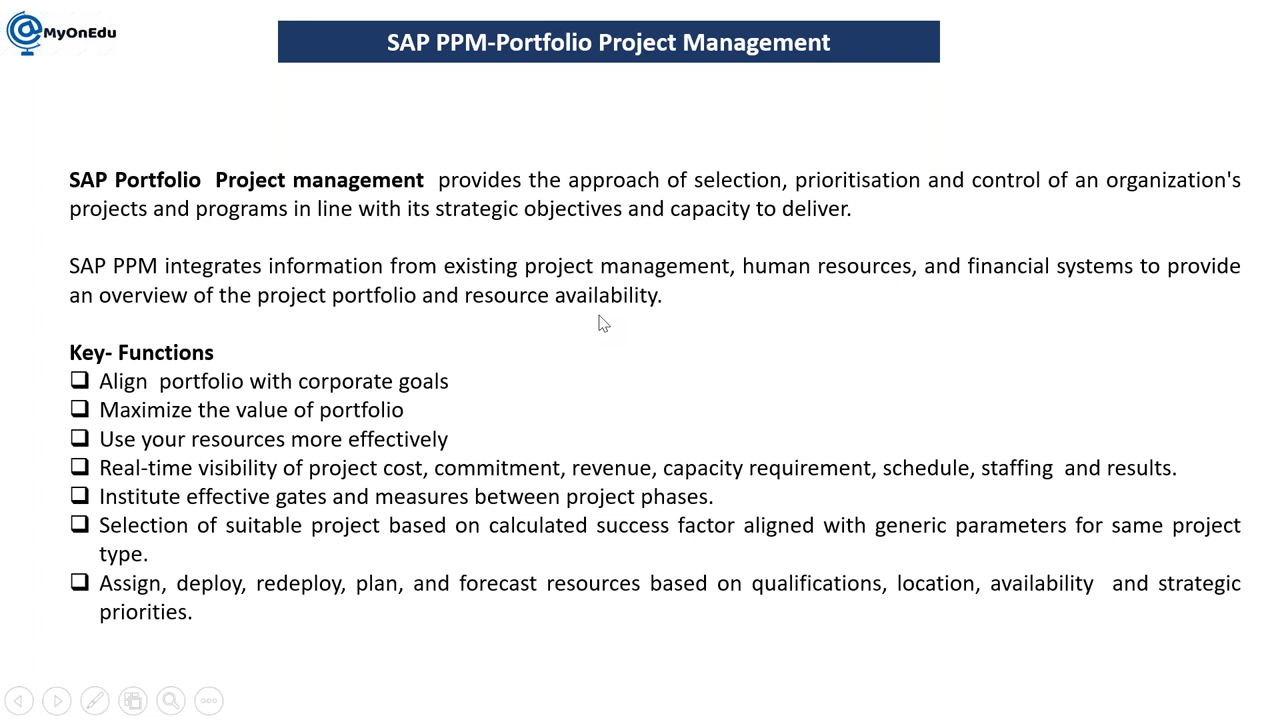 MyOnEdu
SAP PPM-Portfolio Project Management
SAP Portfolio Project management provides the approach of selection, prioritisation and control of an organization's
projects and programs in line with its strategic objectives and capacity to deliver.
SAP PPM integrates information from existing project management, human resources, and financial systems to provide
an overview of the project portfolio and resource availability.
Key- Functions
❑ Align portfolio with corporate goals
❑ Maximize the value of portfolio
❑ Use your resources more effectively
❑ Real-time visibility of project cost, commitment, revenue, capacity requirement, schedule, staffing and results.
❑ Institute effective gates and measures between project phases.
❑ Selection of suitable project based on calculated success factor aligned with generic parameters for same project
type.
❑ Assign, deploy, redeploy, plan, and forecast resources based on qualifications, location, availability and strategic
priorities.